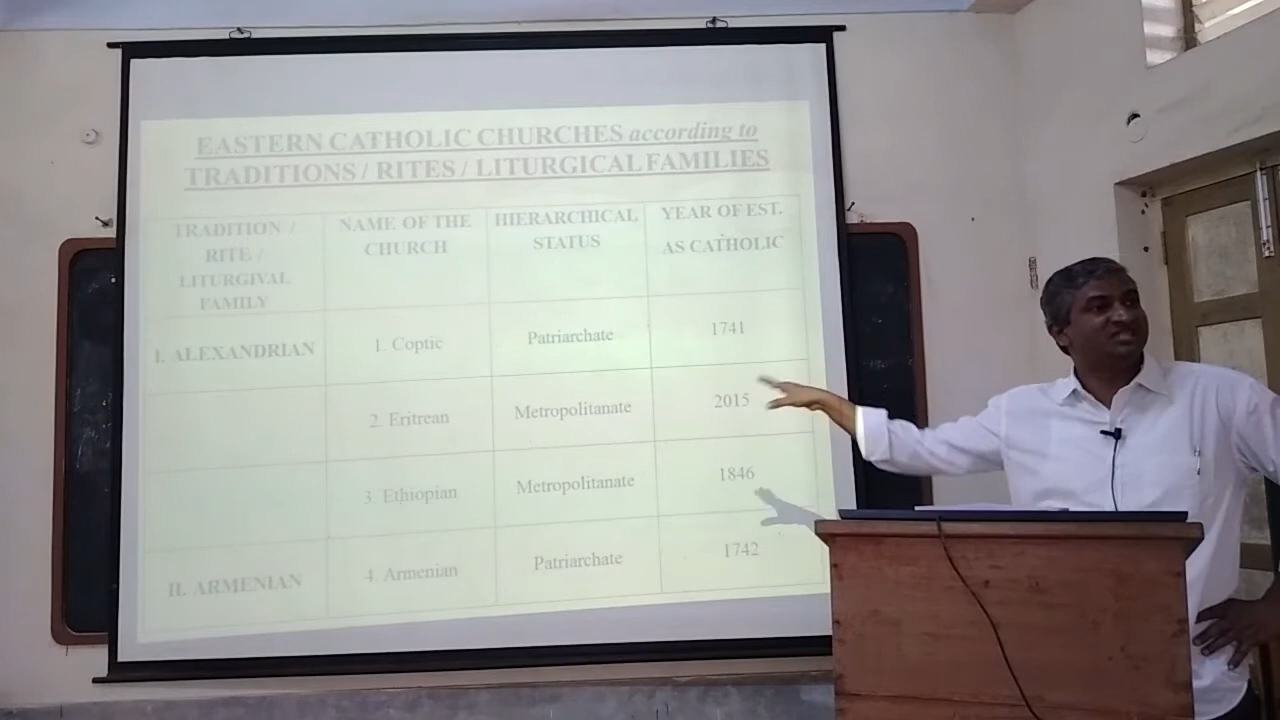 EASTERN CATHOLIC CHURCHES according to
TRADITIONS / RITES / LITURGICAL FAMILIES
TRADITION / RITE / LITURGIVAL FAMILY
NAME OF THE CHURCH
HIERARCHICAL STATUS
YEAR OF EST. AS CATHOLIC
I. ALEXANDRIAN 1. Coptic Patriarchate 1741
2. Eritrean Metropolitanate 2015
3. Ethiopian Metropolitanate 1846
II. ARMENIAN 4. Armenian Patriarchate 1742